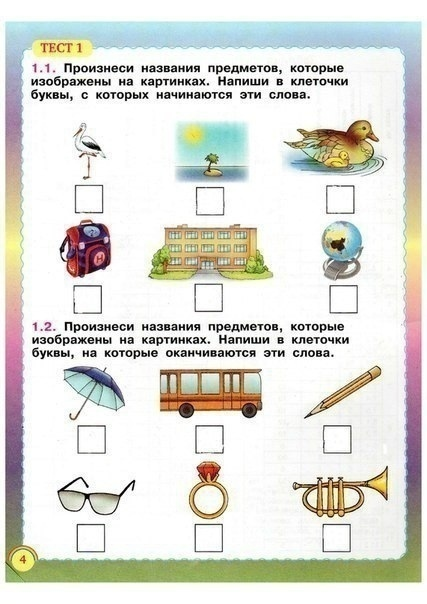 ТЕСТ 1
1.1. Произнеси названия предметов, которые
изображены на картинках. Напиши в клеточки
буквы, с которых начинаются эти слова.
1.2. Произнеси названия предметов, которые
изображены на картинках. Напиши в клеточки
буквы, на которые оканчиваются эти слова.
4